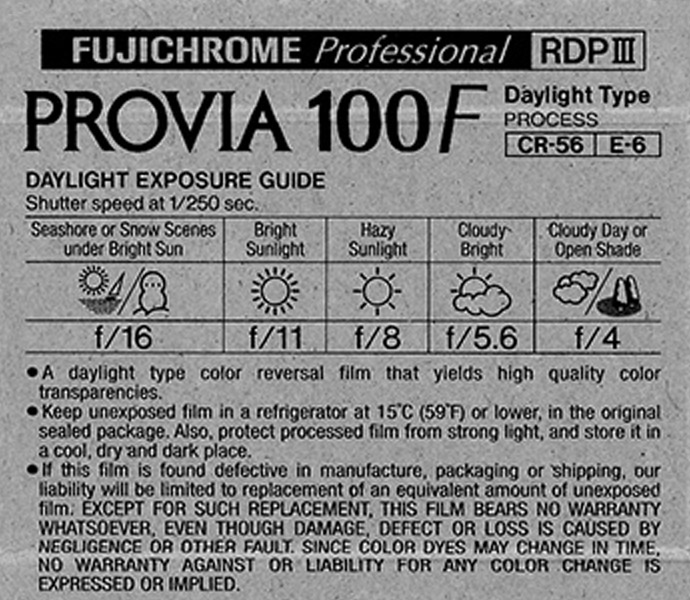 FUJICHROME Professional RDPIII
PROVIA 100F
Daylight Type
PROCESS
CR-56 E-6
DAYLIGHT EXPOSURE GUIDE
Shutter speed at 1/250 sec.
Seashore or Snow Scenes under Bright Sun
Bright Sunlight
Hazy Sunlight
Cloudy Bright
Cloudy Day or Open Shade
f/16 f/11 f/8 f/5.6 f/4
● A daylight type color reversal film that yields high quality color
transparencies.
● Keep unexposed film in a refrigerator at 15°C (59°F) or lower, in the original
sealed package. Also, protect processed film from strong light, and store it in
a cool, dry and dark place.
● If this film is found defective in manufacture, packaging or shipping, our
liability will be limited to replacement of an equivalent amount of unexposed
film. EXCEPT FOR SUCH REPLACEMENT, THIS FILM BEARS NO WARRANTY
WHATSOEVER, EVEN THOUGH DAMAGE, DEFECT OR LOSS IS CAUSED BY
NEGLIGENCE OR OTHER FAULT. SINCE COLOR DYES MAY CHANGE IN TIME,
NO WARRANTY AGAINST OR LIABILITY FOR ANY COLOR CHANGE IS
EXPRESSED OR IMPLIED.